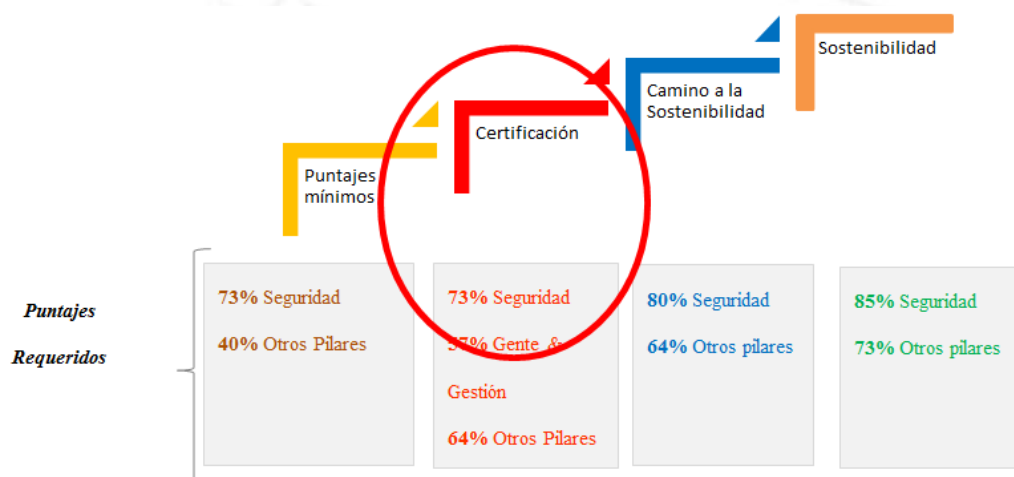 Sostenibilidad
Camino a la
Sostenibilidad
Certificación
Puntajes
mínimos
Puntajes
Requeridos
73% Seguridad
40% Otros Pilares
73% Seguridad
57% Gente &
Gestión
64% Otros Pilares
80% Seguridad
64% Otros pilares
85% Seguridad
73% Otros pilares